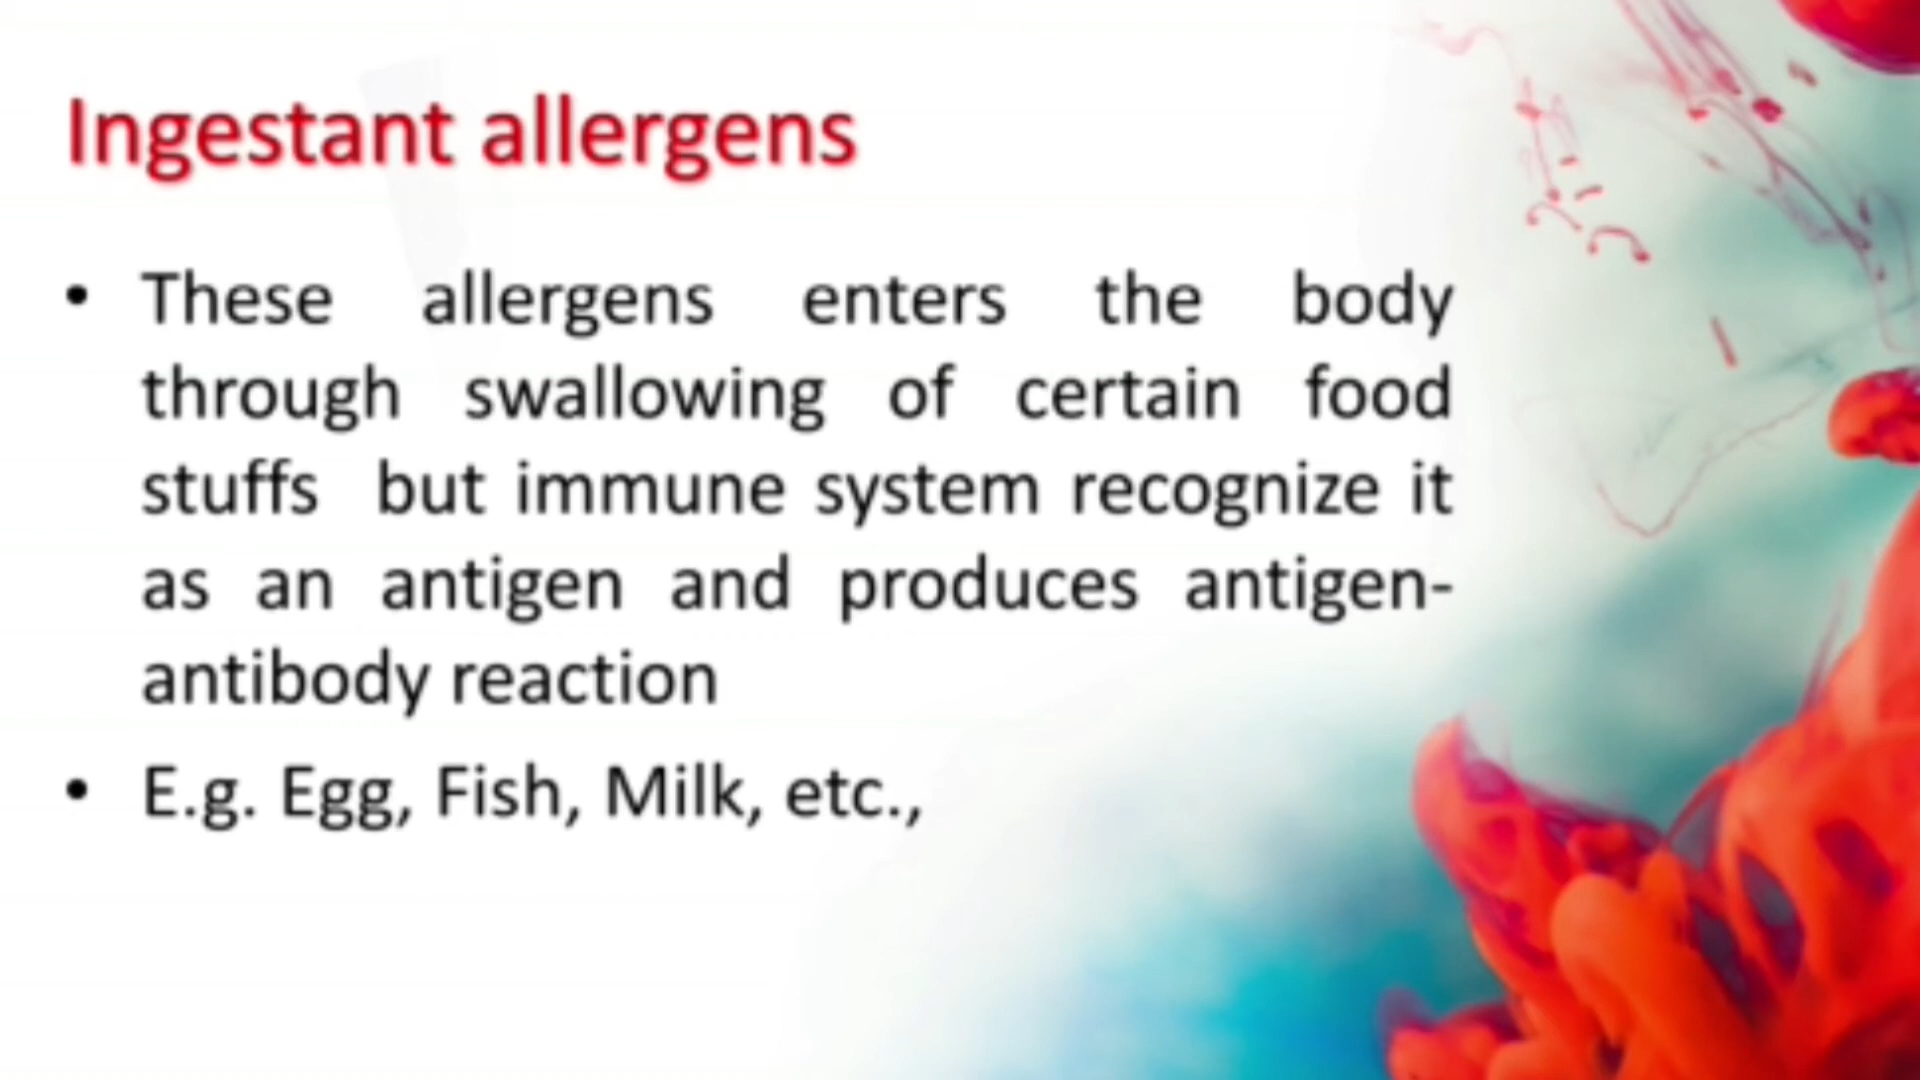 Ingestant allergens
• These allergens enters the body
through swallowing of certain food
stuffs but immune system recognize it
as an antigen and produces antigen-
antibody reaction
• E.g. Egg, Fish, Milk, etc.,